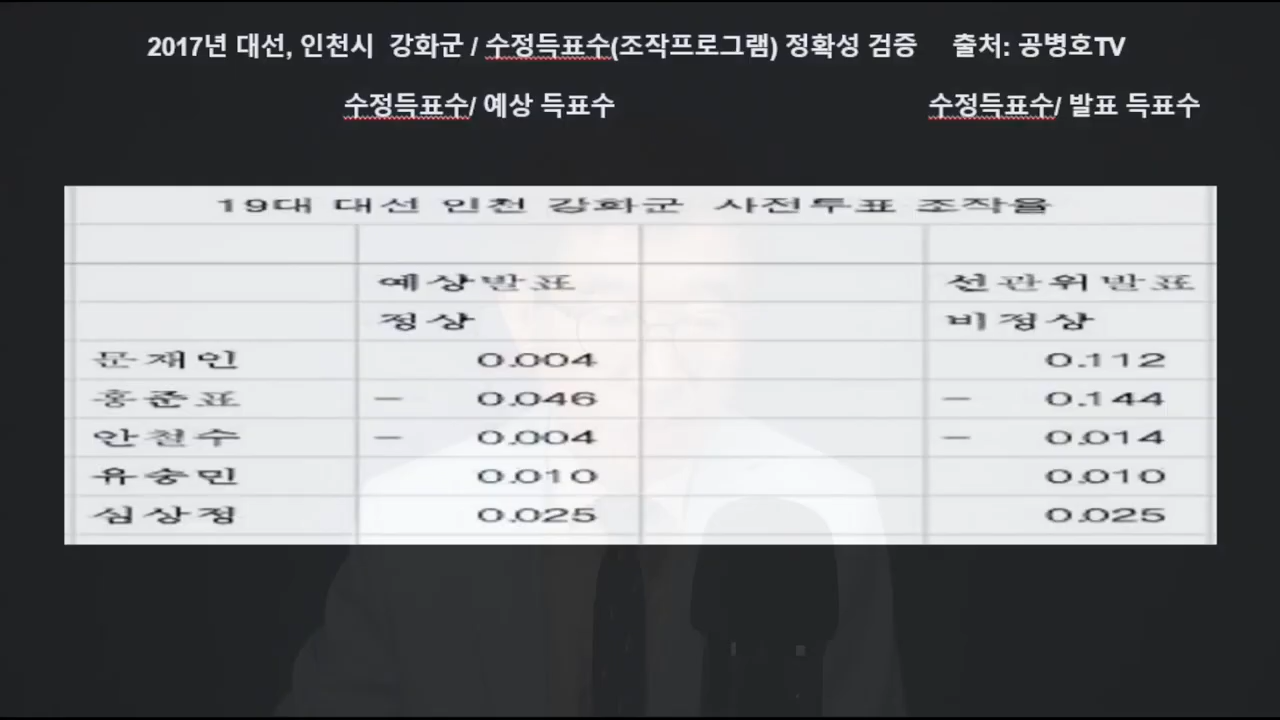 2017년 대선, 인천시 강화군 / 수정득표수(조작프로그램) 정확성 검증 출처: 공병호TV
수정득표수/ 예상 득표수 수정득표수/ 발표 득표수
19대 대선 인천 강화군 사전투표 조작율
예상발표 선관위발표
정상 비정상
문재인 0.004 0.112
홍준표 - 0.046 - 0.144
안철수 - 0.004 - 0.014
유승민 0.010 0.010
심상정 0.025 0.025